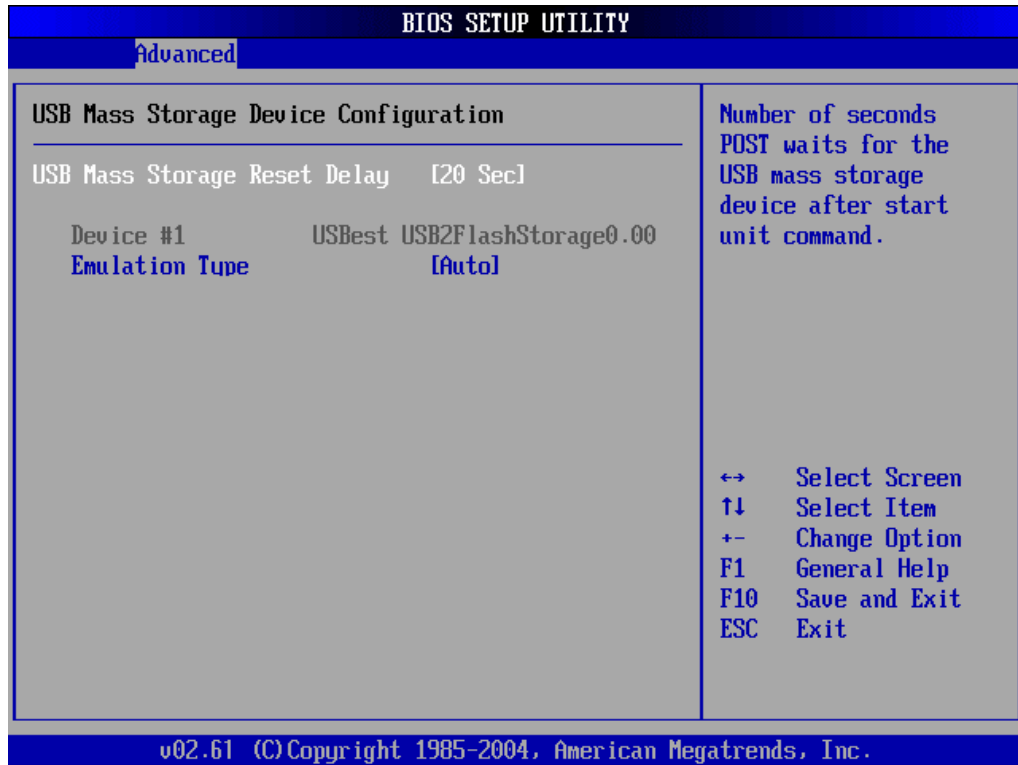 BIOS SETUP UTILITY
Advanced
USB Mass Storage Device Configuration
USB Mass Storage Reset Delay [20 Sec]
Device #1 USBest USB2FlashStorage0.00
Emulation Type [Auto]
Number of seconds
POST waits for the
USB mass storage
device after start
unit command.
←→ Select Screen
↑↓ Select Item
+- Change Option
F1 General Help
F10 Save and Exit
ESC Exit
v02.61 (C)Copyright 1985-2004, American Megatrends, Inc.